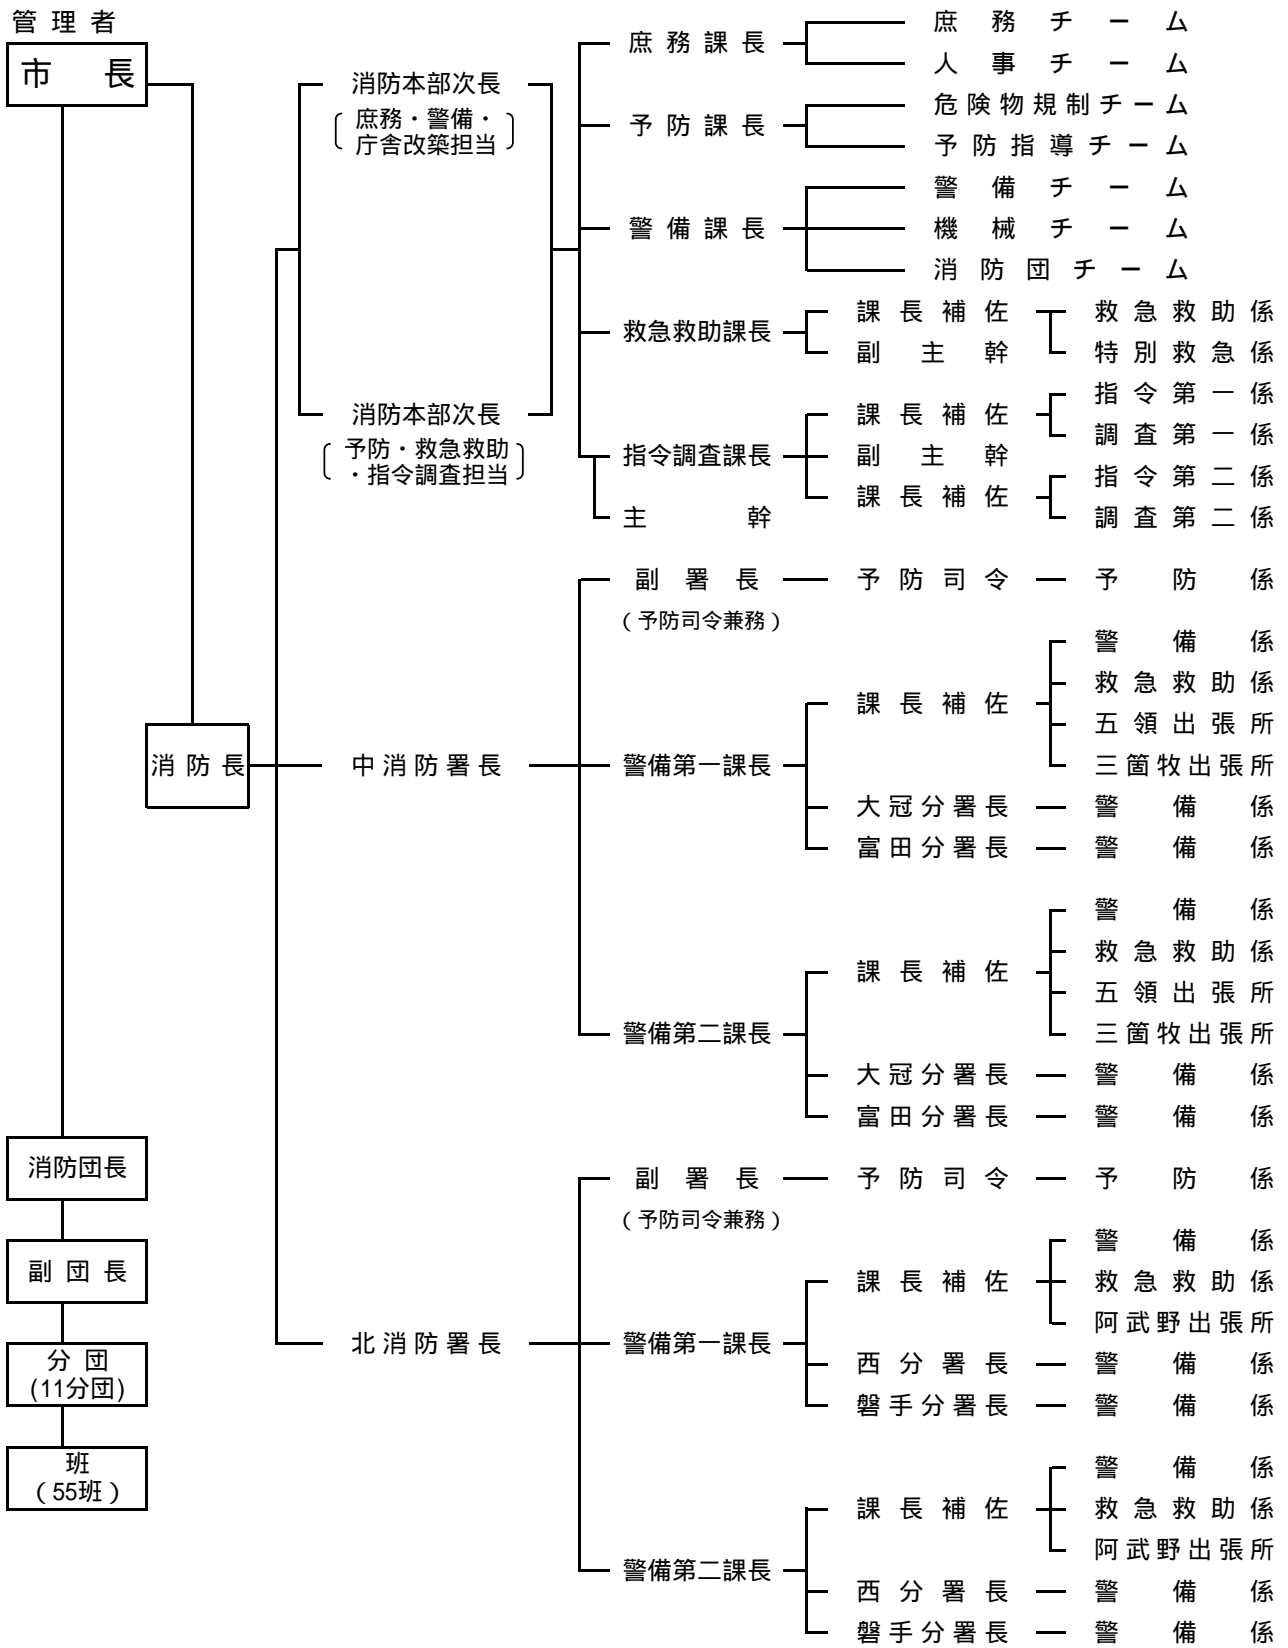 管理者
市長
消防本部次長
庶務・警備・
庁舎改築担当
庶務課長
庶務チーム
人事チーム
予防課長
危険物規制チーム
予防指導チーム
警備課長
警備チーム
機械チーム
消防団チーム
救急救助課長
課長補佐
救急救助係
副主幹
特別救急係
消防本部次長
予防・救急救助
・指令調査担当
指令調査課長
課長補佐
指令第一係
調査第一係
副主幹
課長補佐
指令第二係
調査第二係
主幹
消防長
中消防署長
副署長
(予防司令兼務)
予防司令
予防係
警備第一課長
課長補佐
警備係
救急救助係
五領出張所
三箇牧出張所
大冠分署長
警備係
富田分署長
警備係
警備第二課長
課長補佐
警備係
救急救助係
五領出張所
三箇牧出張所
大冠分署長
警備係
富田分署長
警備係
北消防署長
副署長
(予防司令兼務)
予防司令
予防係
警備第一課長
課長補佐
警備係
救急救助係
阿武野出張所
西分署長
警備係
磐手分署長
警備係
警備第二課長
課長補佐
警備係
救急救助係
阿武野出張所
西分署長
警備係
磐手分署長
警備係
消防団長
副団長
分団
(11分団)
班
(55班)